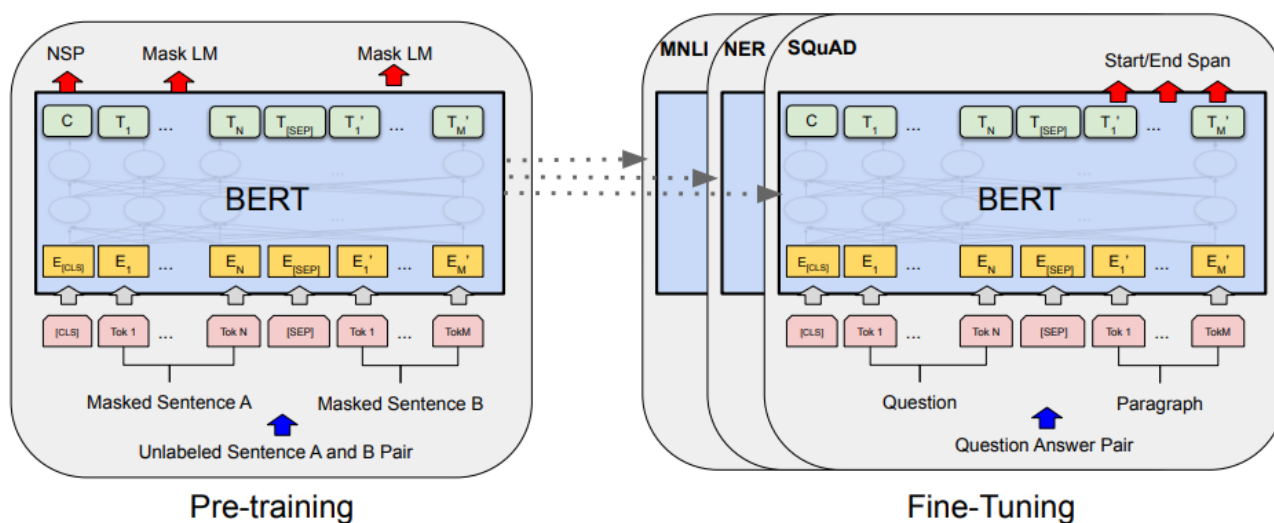 NSP Mask LM Mask LM
C T1 ... TN T[SEP] T1' ... TM'
BERT
E[CLS] E1 ... EN E[SEP] E1' ... EM'
[CLS] Tok 1 ... Tok N [SEP] Tok 1 ... TokM
Masked Sentence A Masked Sentence B
Unlabeled Sentence A and B Pair
Pre-training
MNLI NER SQuAD
Start/End Span
C T1 ... TN T[SEP] T1' ... TM'
BERT
E[CLS] E1 ... EN E[SEP] E1' ... EM'
[CLS] Tok 1 ... Tok N [SEP] Tok 1 ... TokM
Question Paragraph
Question Answer Pair
Fine-Tuning